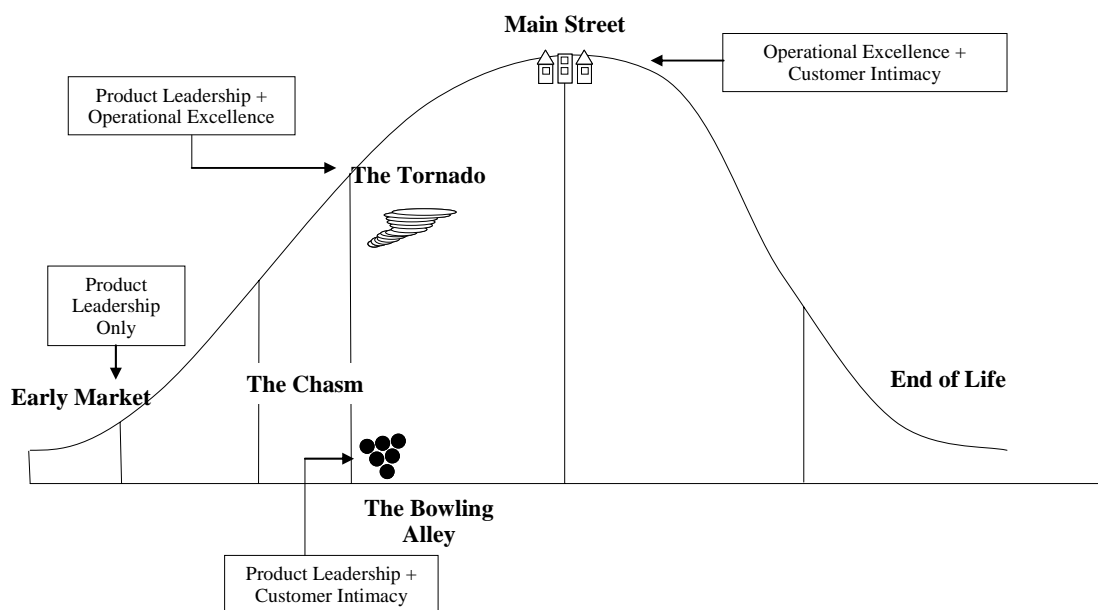 Main Street
Operational Excellence +
Customer Intimacy
Product Leadership +
Operational Excellence
The Tornado
Product
Leadership
Only
Early Market
The Chasm
End of Life
The Bowling
Alley
Product Leadership +
Customer Intimacy